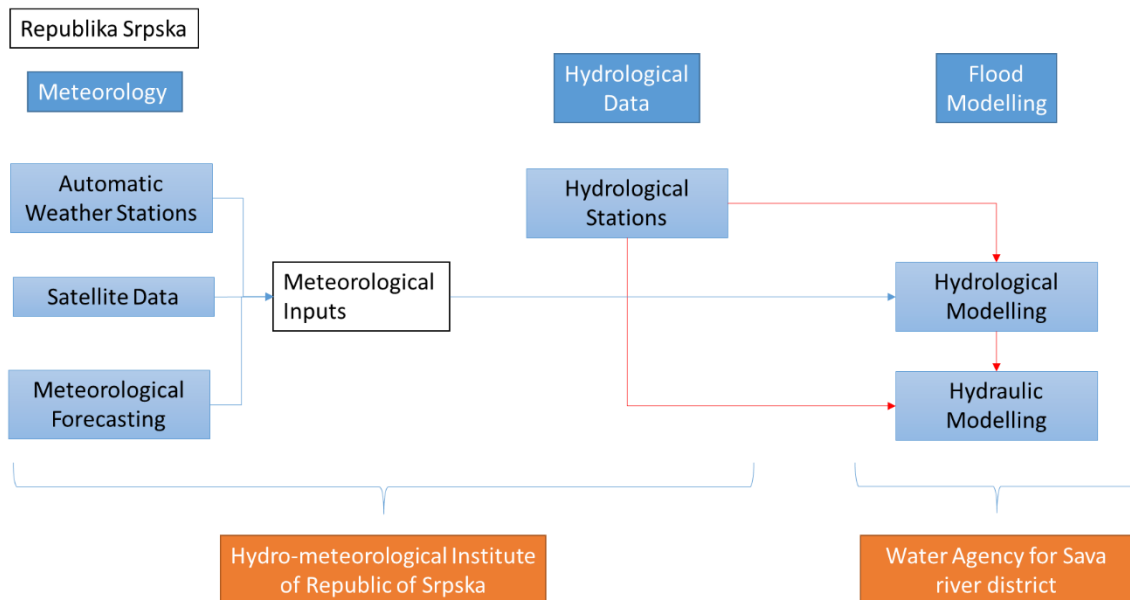 Republika Srpska
Meteorology
Hydrological
Data
Flood
Modelling
Automatic
Weather Stations
Hydrological
Stations
Satellite Data
Meteorological
Inputs
Hydrological
Modelling
Meteorological
Forecasting
Hydraulic
Modelling
Hydro-meteorological Institute
of Republic of Srpska
Water Agency for Sava
river district